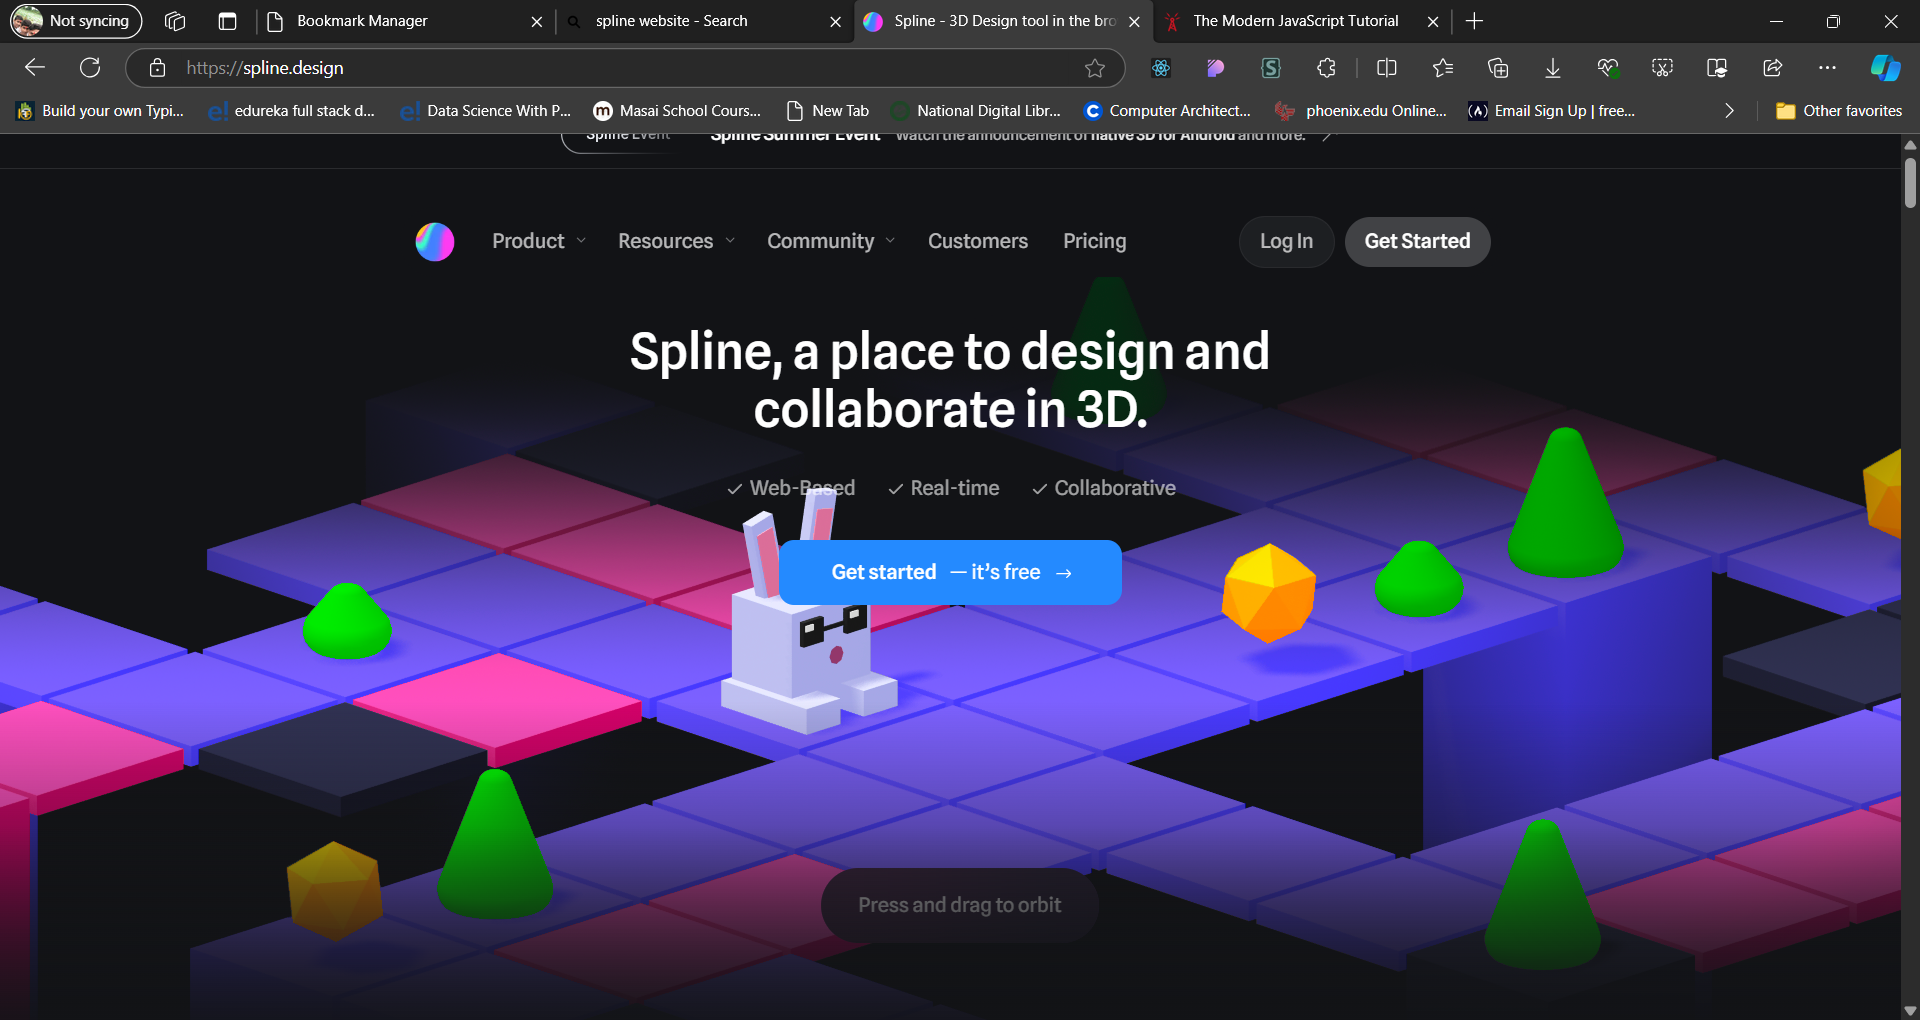 Not syncing
Bookmark Manager
spline website - Search
Spline - 3D Design tool in the bro
The Modern JavaScript Tutorial
https://spline.design
Build your own Typi...
edureka full stack d...
Data Science With P...
Masai School Cours...
New Tab
National Digital Libr...
Computer Architect...
phoenix.edu Online...
Email Sign Up | free...
Other favorites
Spline Event
Spline Summer Event Watch the announcement of native 3D for Android and more.
Product
Resources
Community
Customers
Pricing
Log In
Get Started
Spline, a place to design and
collaborate in 3D.
Web-Based
Real-time
Collaborative
Get started — it's free →
Press and drag to orbit